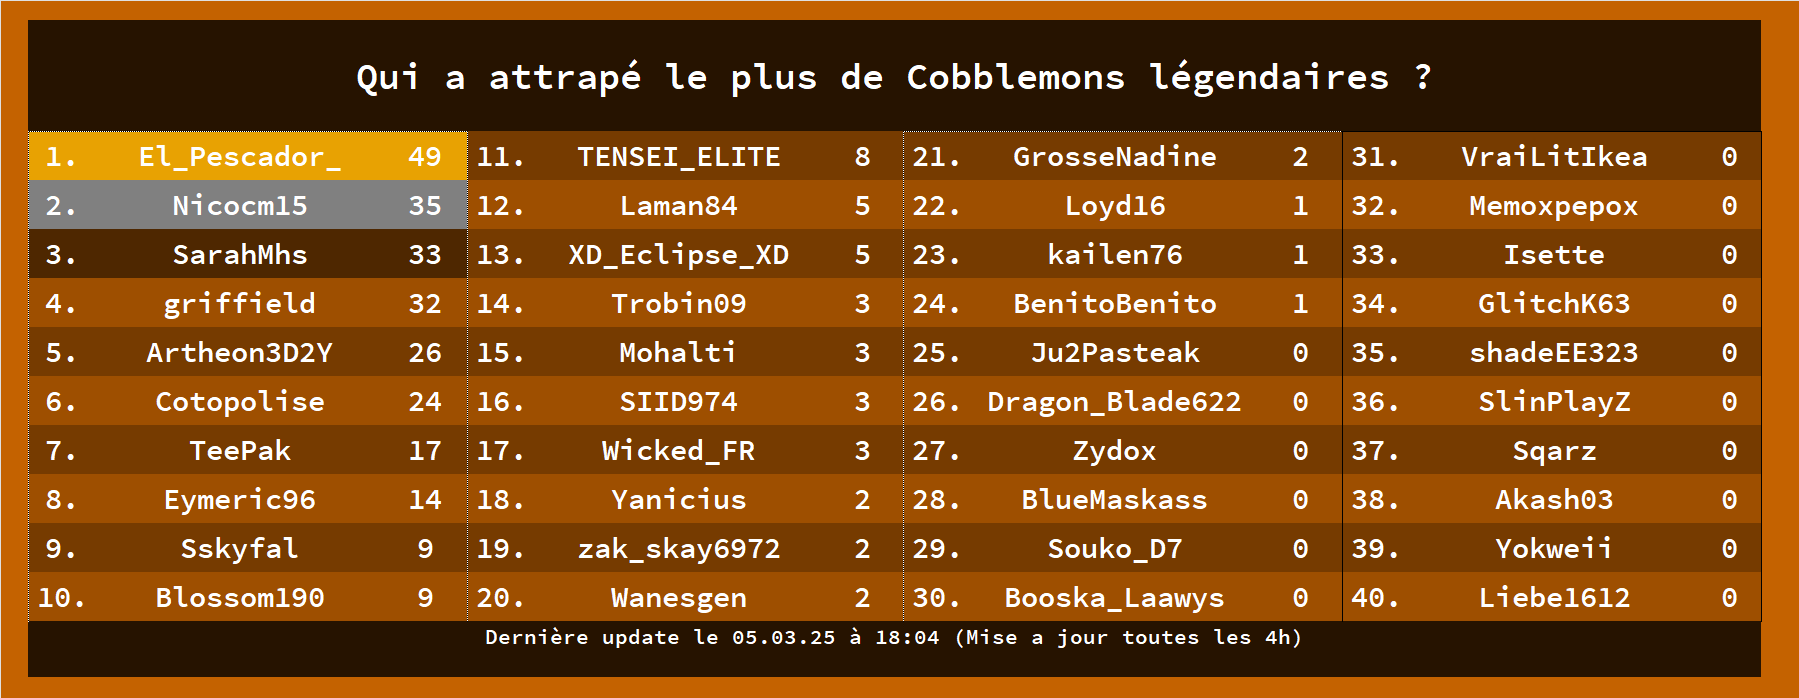 Qui a attrapé le plus de Cobblemons légendaires ?
1. El_Pescador_ 49 11. TENSEI_ELITE 8 21. GrosseNadine 2 31. VraiLitIkea 0
2. Nicocm15 35 12. Laman84 5 22. Loyd16 1 32. Memoxpepox 0
3. SarahMhs 33 13. XD_Eclipse_XD 5 23. kailen76 1 33. Isette 0
4. griffield 32 14. Trobin09 3 24. BenitoBenito 1 34. GlitchK63 0
5. Artheon3D2Y 26 15. Mohalti 3 25. Ju2Pasteak 0 35. shadeEE323 0
6. Cotopolise 24 16. SIID974 3 26. Dragon_Blade622 0 36. SlinPlayZ 0
7. TeePak 17 17. Wicked_FR 3 27. Zydox 0 37. Sqarz 0
8. Eymeric96 14 18. Yanicius 2 28. BlueMaskass 0 38. Akash03 0
9. Sskyfal 9 19. zak_skay6972 2 29. Souko_D7 0 39. Yokweii 0
10. Blossom190 9 20. Wanesgen 2 30. Booska_Laawys 0 40. Liebe1612 0
Dernière update le 05.03.25 à 18:04 (Mise a jour toutes les 4h)